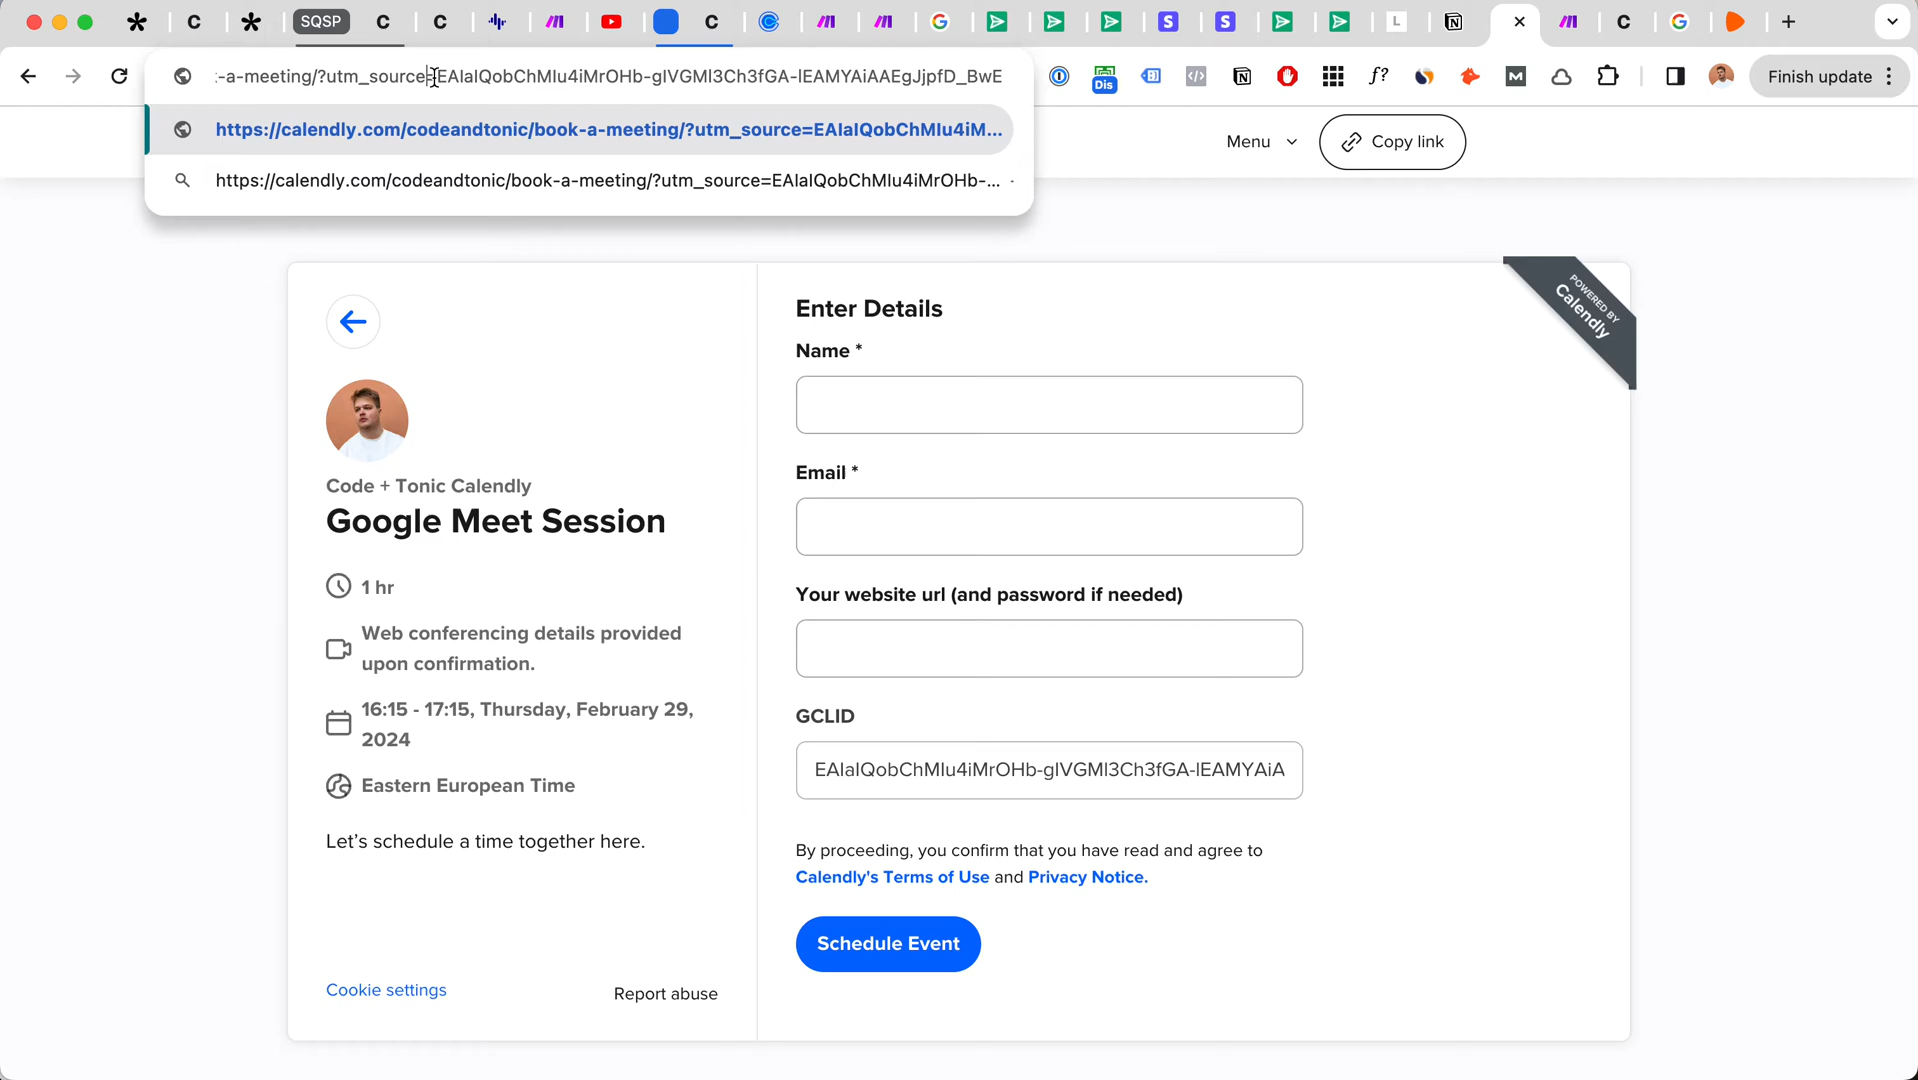 SQSP
:-a-meeting/?utm_source=EAIaIQobChMIu4iMrOHb-gIVGMl3Ch3fGA-lEAMYAiAAEgJjpfD_BwE
Finish update
Dis
https://calendly.com/codeandtonic/book-a-meeting/?utm_source=EAIaIQobChMIu4iM...
https://calendly.com/codeandtonic/book-a-meeting/?utm_source=EAIaIQobChMIu4iMrOHb-...
Menu
Copy link
POWERED BY
Calendly
Enter Details
Name *
Email *
Your website url (and password if needed)
GCLID
EAIaIQobChMIu4iMrOHb-gIVGMl3Ch3fGA-lEAMYAiA
By proceeding, you confirm that you have read and agree to
Calendly's Terms of Use and Privacy Notice.
Schedule Event
Code + Tonic Calendly
Google Meet Session
1 hr
Web conferencing details provided
upon confirmation.
16:15 - 17:15, Thursday, February 29,
2024
Eastern European Time
Let’s schedule a time together here.
Cookie settings
Report abuse